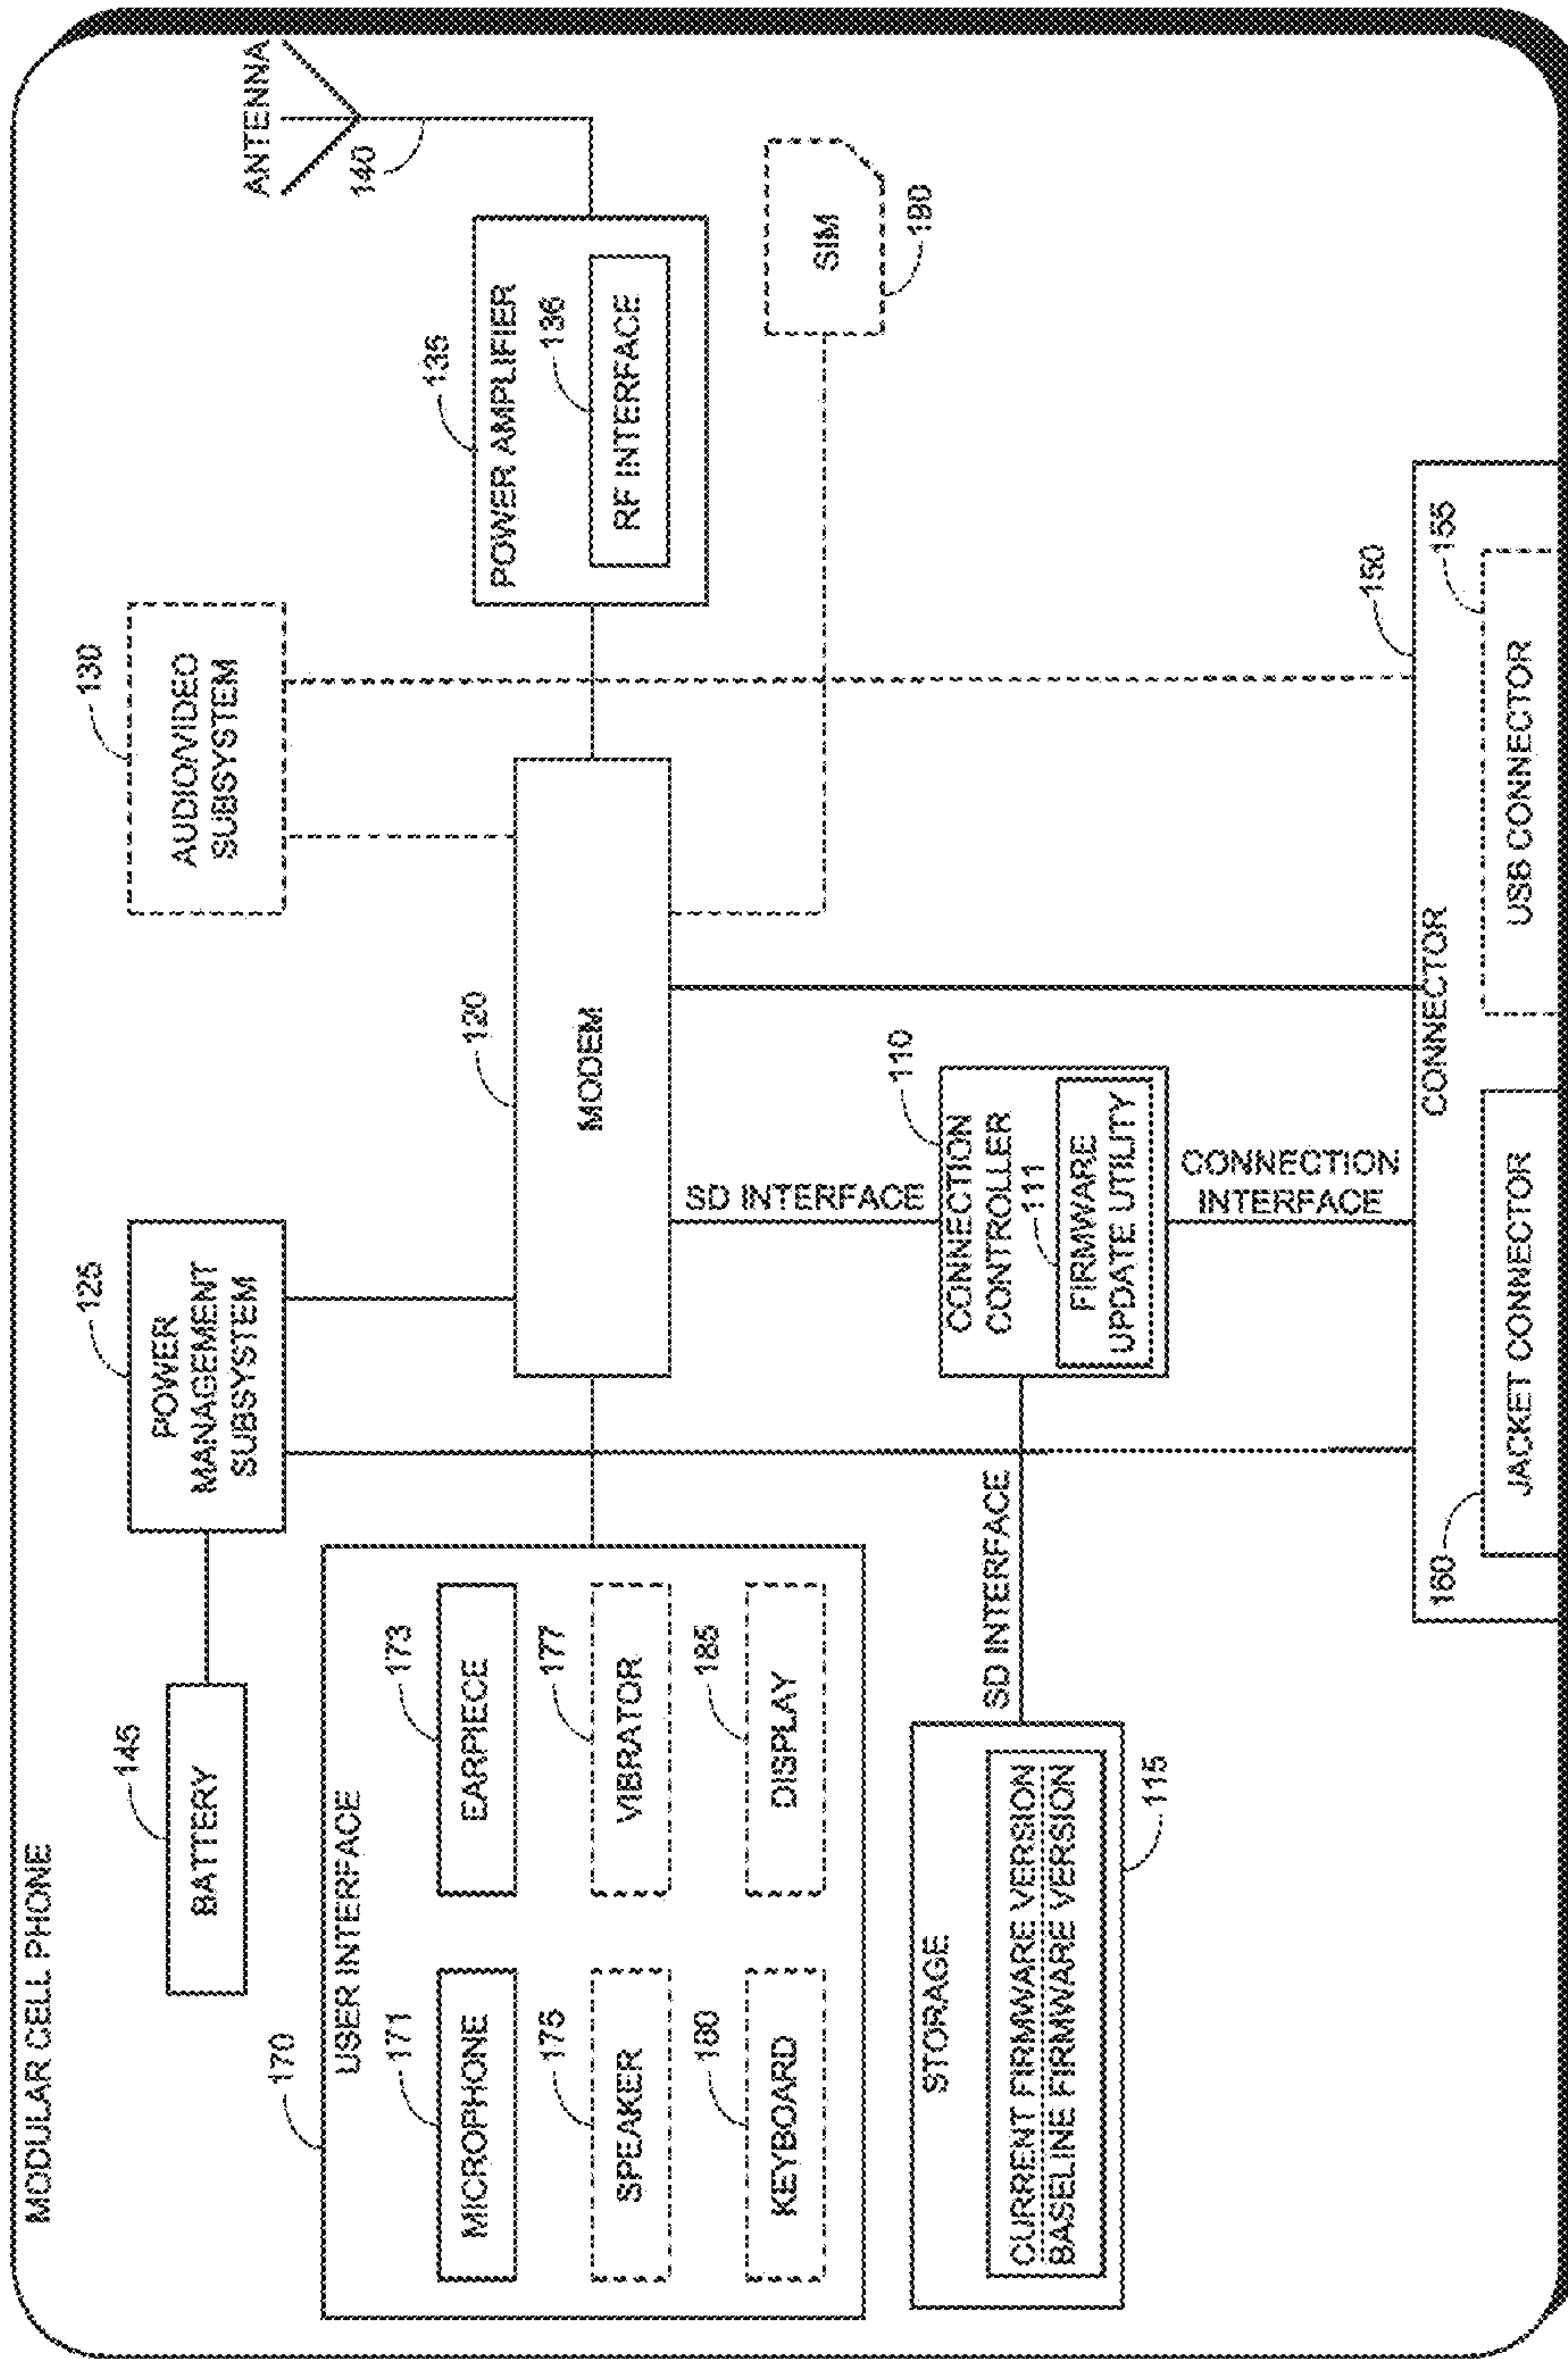 MODULAR CELL PHONE
145
BATTERY
125
POWER
MANAGEMENT
SUBSYSTEM
130
AUDIO/VIDEO
SUBSYSTEM
ANTENNA
140
170
USER INTERFACE
171
MICROPHONE
173
EARPIECE
175
SPEAKER
177
VIBRATOR
180
KEYBOARD
185
DISPLAY
120
MODEM
135
POWER AMPLIFIER
136
RF INTERFACE
SIM
190
SD INTERFACE
110
CONNECTION
CONTROLLER
111
FIRMWARE
UPDATE UTILITY
STORAGE
CURRENT FIRMWARE VERSION
BASELINE FIRMWARE VERSION
115
SD INTERFACE
CONNECTION
INTERFACE
150
CONNECTOR
160
JACKET CONNECTOR
155
USB CONNECTOR